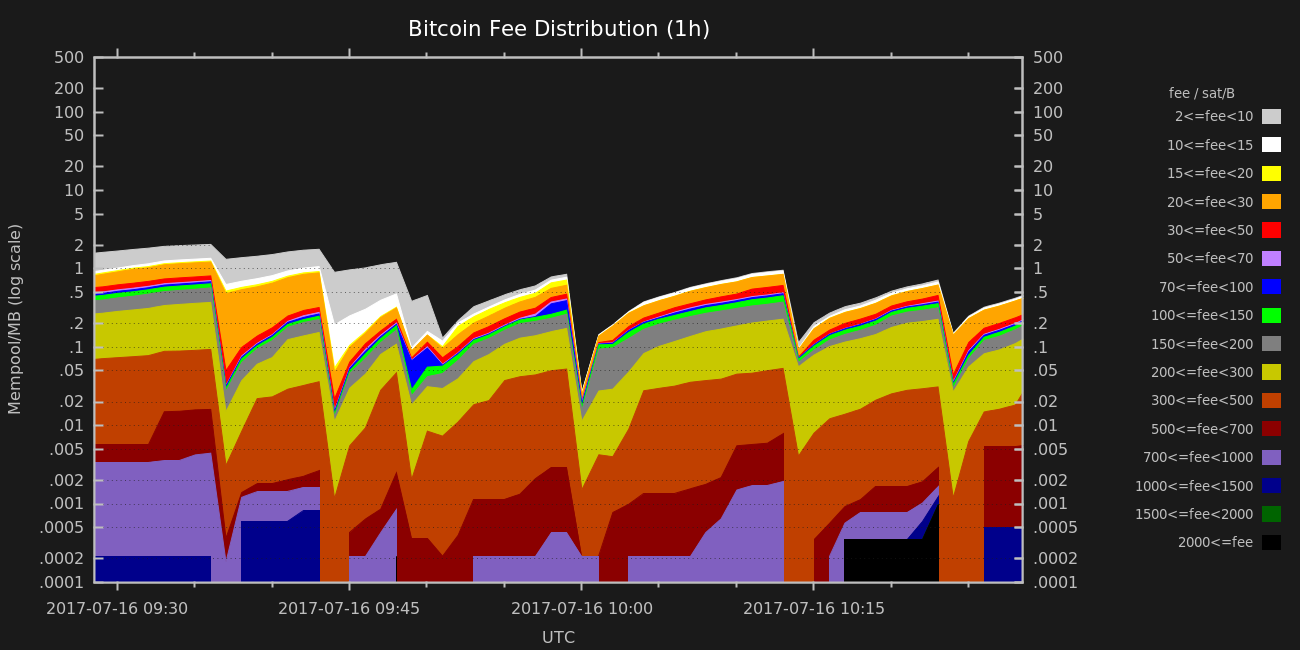 Bitcoin Fee Distribution (1h)
500
200
100
50
20
10
5
2
1
.5
.2
.1
.05
.02
.01
.005
.002
.001
.0005
.0002
.0001
Mempool/MB (log scale)
500
200
100
50
20
10
5
2
1
.5
.2
.1
.05
.02
.01
.005
.002
.001
.0005
.0002
.0001
2017-07-16 09:30 2017-07-16 09:45 2017-07-16 10:00 2017-07-16 10:15
UTC
fee / sat/B
2<=fee<10
10<=fee<15
15<=fee<20
20<=fee<30
30<=fee<50
50<=fee<70
70<=fee<100
100<=fee<150
150<=fee<200
200<=fee<300
300<=fee<500
500<=fee<700
700<=fee<1000
1000<=fee<1500
1500<=fee<2000
2000<=fee